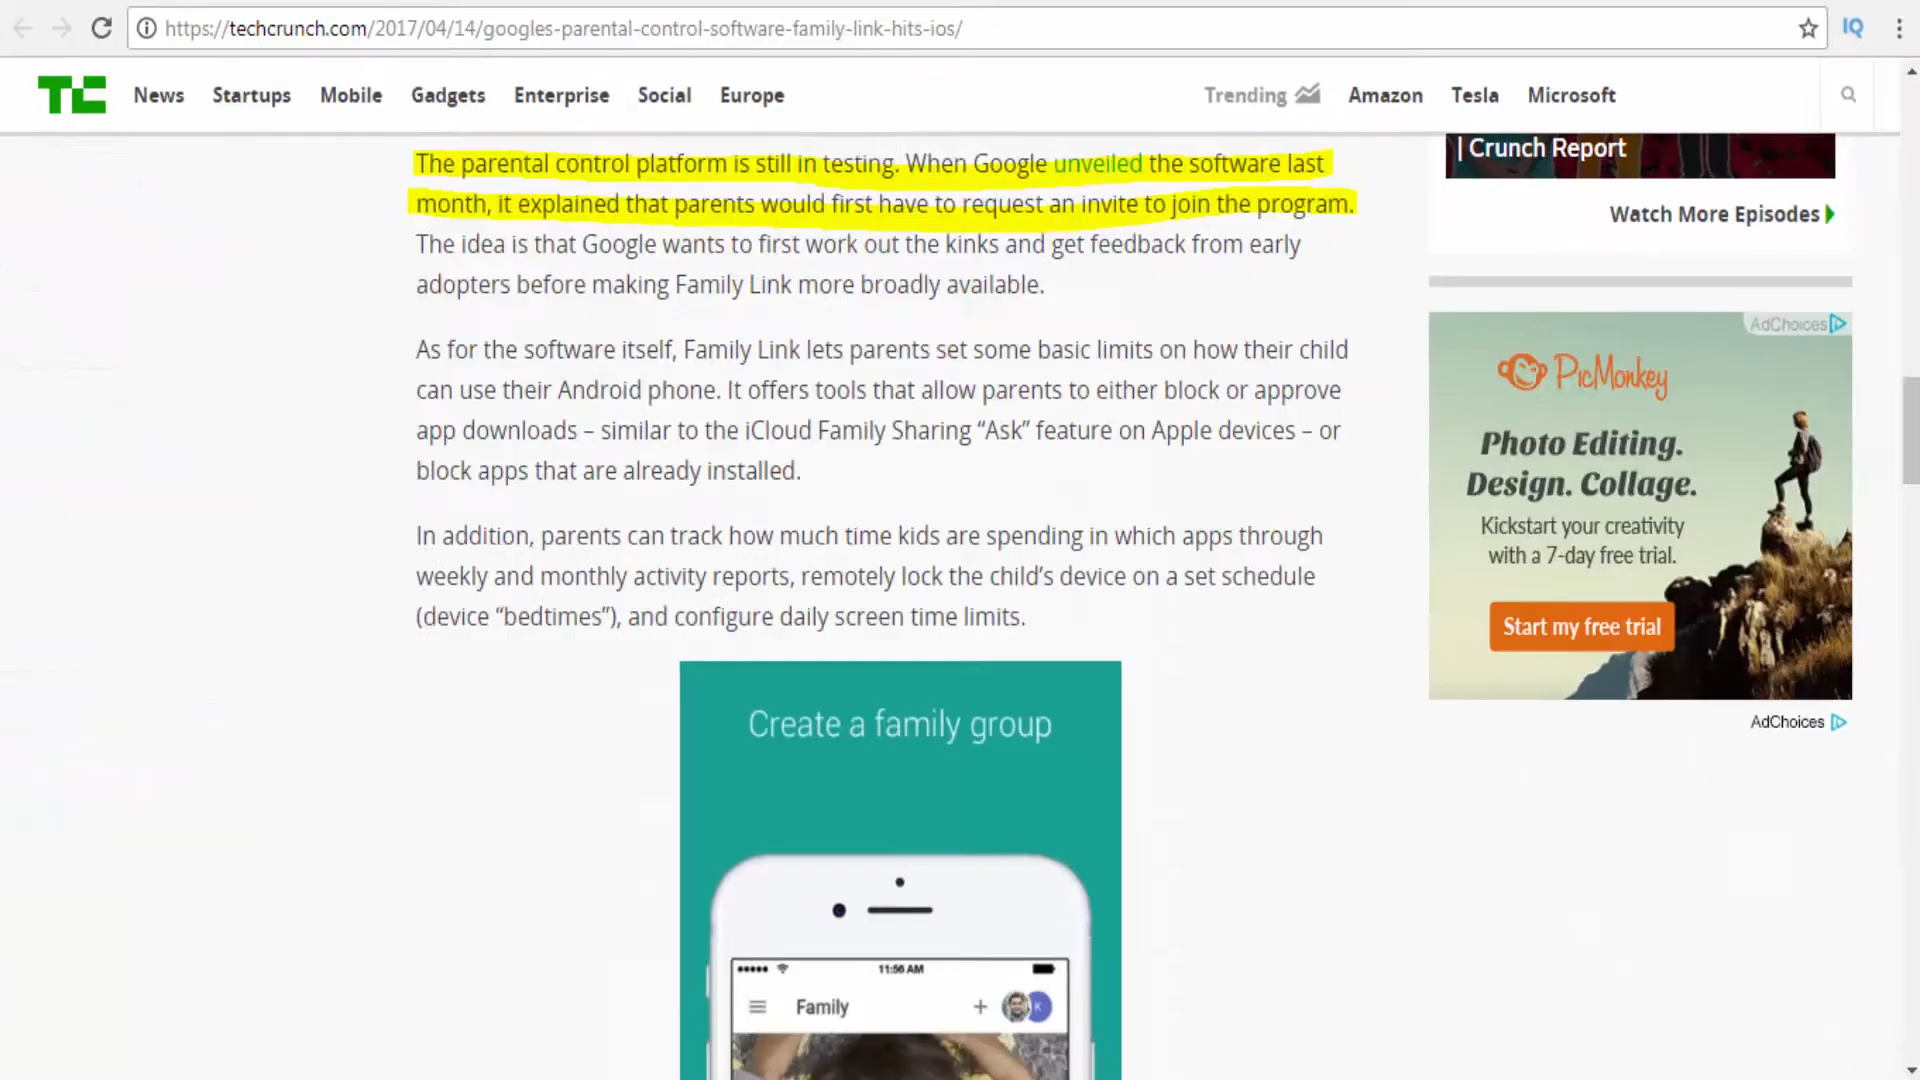 https://techcrunch.com/2017/04/14/googles-parental-control-software-family-link-hits-ios/
IQ
TC News Startups Mobile Gadgets Enterprise Social Europe Trending Amazon Tesla Microsoft
The parental control platform is still in testing. When Google unveiled the software last
month, it explained that parents would first have to request an invite to join the program.
The idea is that Google wants to first work out the kinks and get feedback from early
adopters before making Family Link more broadly available.
As for the software itself, Family Link lets parents set some basic limits on how their child
can use their Android phone. It offers tools that allow parents to either block or approve
app downloads – similar to the iCloud Family Sharing “Ask” feature on Apple devices – or
block apps that are already installed.
In addition, parents can track how much time kids are spending in which apps through
weekly and monthly activity reports, remotely lock the child’s device on a set schedule
(device “bedtimes”), and configure daily screen time limits.
Create a family group
11:56 AM
Family
K
| Crunch Report
Watch More Episodes
AdChoices
PicMonkey
Photo Editing.
Design. Collage.
Kickstart your creativity
with a 7-day free trial.
Start my free trial
AdChoices